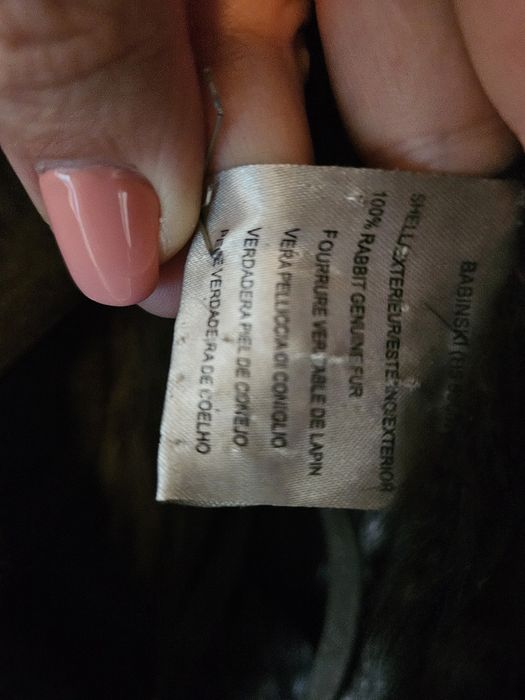 BABINSKI
SHELL/EXTERIEUR/ESTERNO/EXTERIOR
100% RABBIT GENUINE FUR
FOURRURE VERITABLE DE LAPIN
VERA PELLICCIA DI CONIGLIO
VERDADERA PIEL DE CONEJO
VERDADEIRA DE COELHO